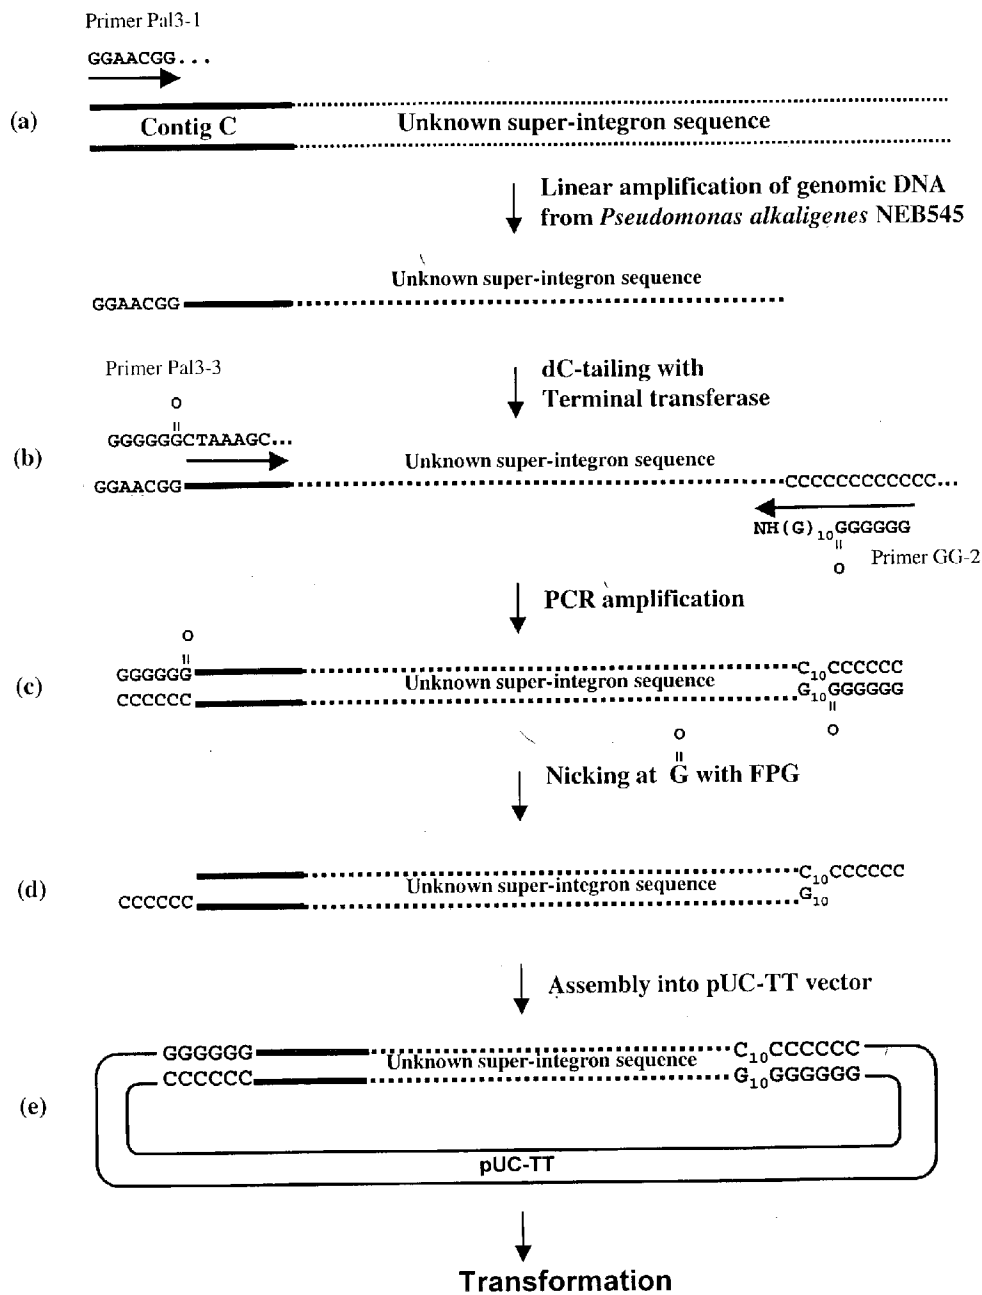 Primer Pal3-1
GGAACGG...
(a)
Contig C
Unknown super-integron sequence
Linear amplification of genomic DNA
from Pseudomonas alkaligenes NEB545
Unknown super-integron sequence
GGAACGG
Primer Pal3-3
dC-tailing with
Terminal transferase
O
GGGGGGCTAAAGC...
(b)
Unknown super-integron sequence
GGAACGG
CCCCCCCCCCCC...
NH(G)10GGGGGG
Primer GG-2
O
PCR amplification
O
GGGGGG
C10CCCCCC
(c)
Unknown super-integron sequence
CCCCCC
G10GGGGGG
O
O
Nicking at G with FPG
C10CCCCCC
(d)
Unknown super-integron sequence
CCCCCC
G10
Assembly into pUC-TT vector
GGGGGG
Unknown super-integron sequence
C10CCCCCC
CCCCCC
G10GGGGGG
(e)
pUC-TT
Transformation